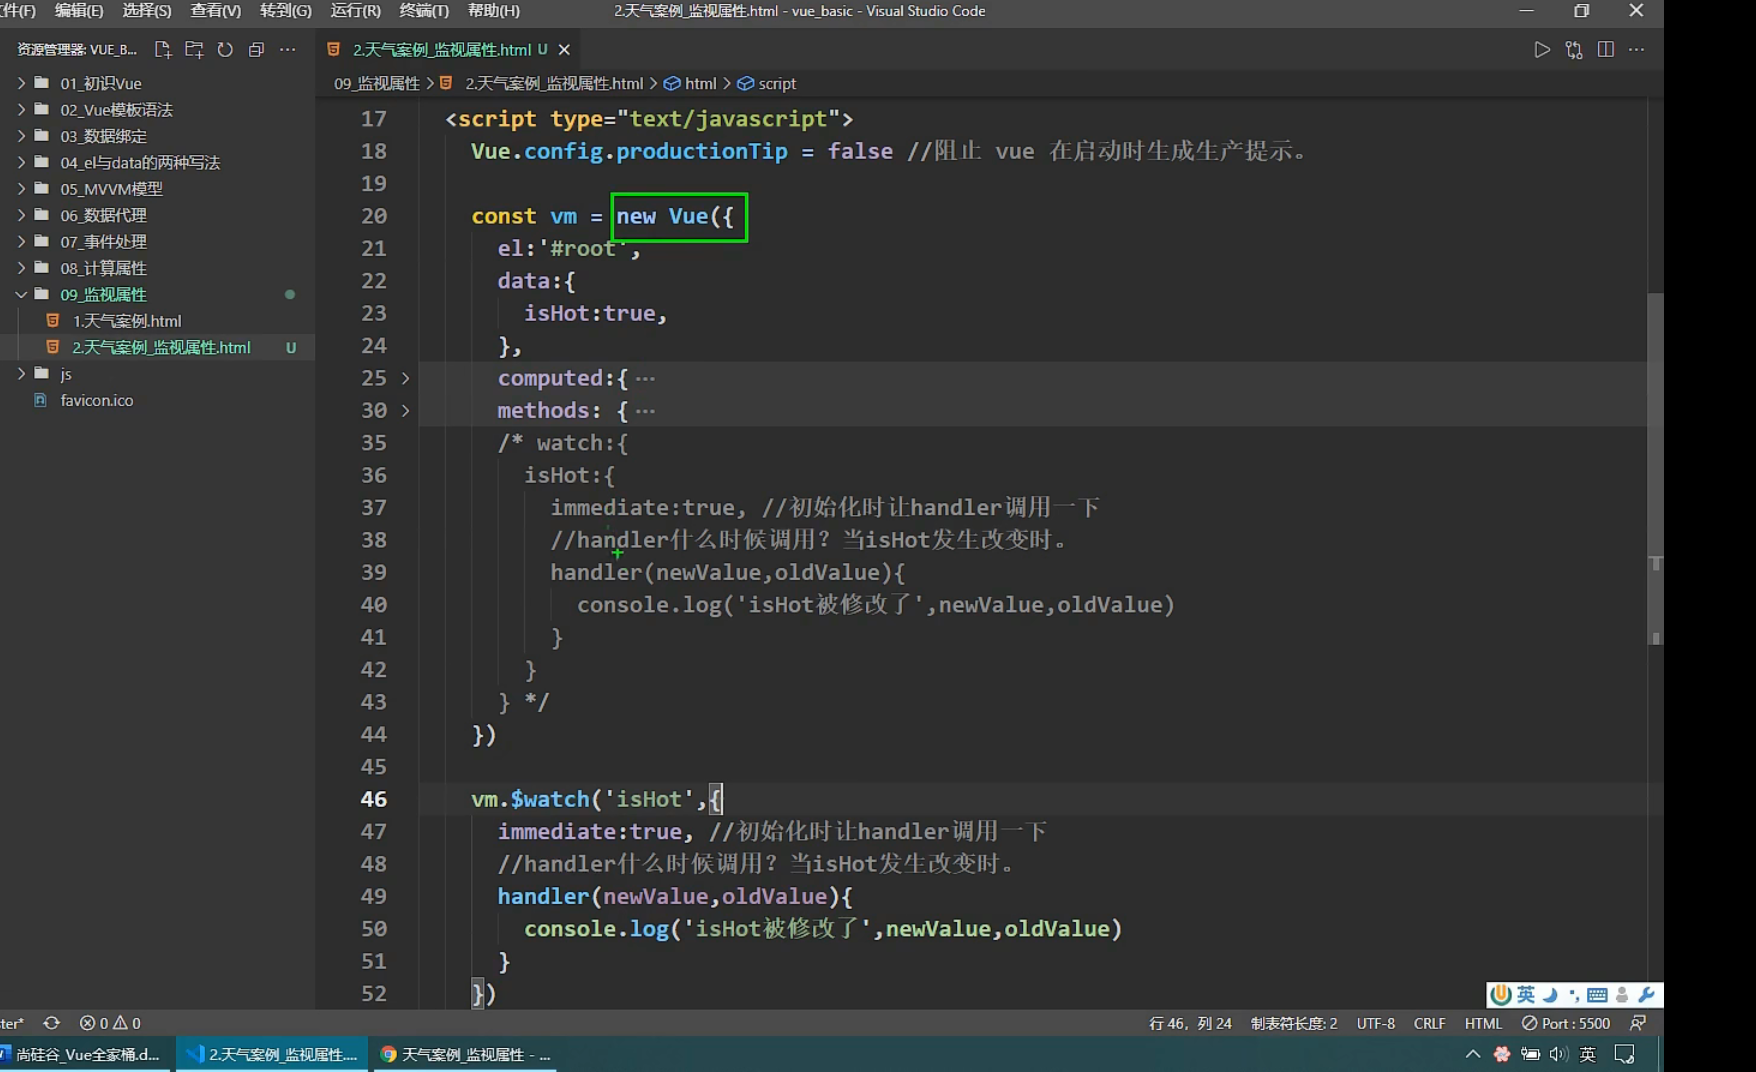 件(F) 编辑(E) 选择(S) 查看(V) 转到(G) 运行(R) 终端(T) 帮助(H) 2.天气案例_监视属性.html - vue_basic - Visual Studio Code
资源管理器: VUE_B...
2.天气案例_监视属性.html U
09_监视属性 > 2.天气案例_监视属性.html > html > script
01_初识Vue
02_Vue模板语法
03_数据绑定
04_el与data的两种写法
05_MVVM模型
06_数据代理
07_事件处理
08_计算属性
09_监视属性
1.天气案例.html
2.天气案例_监视属性.html U
js
favicon.ico
17 <script type="text/javascript">
18 Vue.config.productionTip = false //阻止 vue 在启动时生成生产提示。
19
20 const vm = new Vue({
21 el:'#root',
22 data:{
23 isHot:true,
24 },
25 computed:{ ···
30 methods: { ···
35 /* watch:{
36 isHot:{
37 immediate:true, //初始化时让handler调用一下
38 //handler什么时候调用？当isHot发生改变时。
39 handler(newValue,oldValue){
40 console.log('isHot被修改了',newValue,oldValue)
41 }
42 }
43 } */
44 })
45
46 vm.$watch('isHot',{
47 immediate:true, //初始化时让handler调用一下
48 //handler什么时候调用？当isHot发生改变时。
49 handler(newValue,oldValue){
50 console.log('isHot被修改了',newValue,oldValue)
51 }
52 })
英
ter* 0 0 行 46，列 24 制表符长度: 2 UTF-8 CRLF HTML Port : 5500
尚硅谷_Vue全家桶.d... 2.天气案例_监视属性.... 天气案例_监视属性 - ... 英